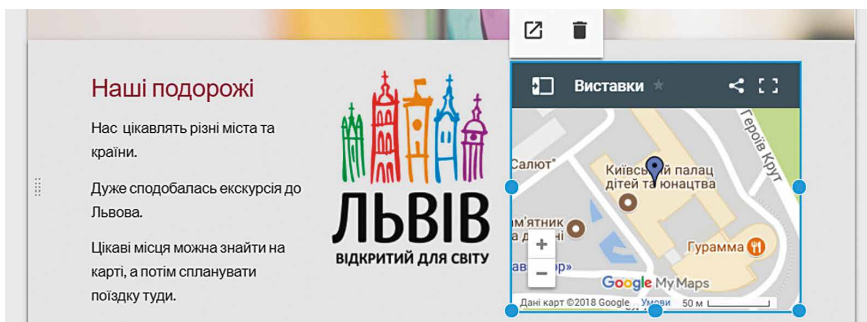 Наші подорожі
Нас цікавлять різні міста та
країни.
Дуже сподобалась екскурсія до
Львова.
Цікаві місця можна знайти на
карті, а потім спланувати
поїздку туди.
ЛЬВІВ
ВІДКРИТИЙ ДЛЯ СВІТУ
Виставки
Героїв Крут
Салют"
Київський палац
дітей та юнацтва
Гурамма
Google My Maps
Дані карт ©2018 Google Умови 50 м